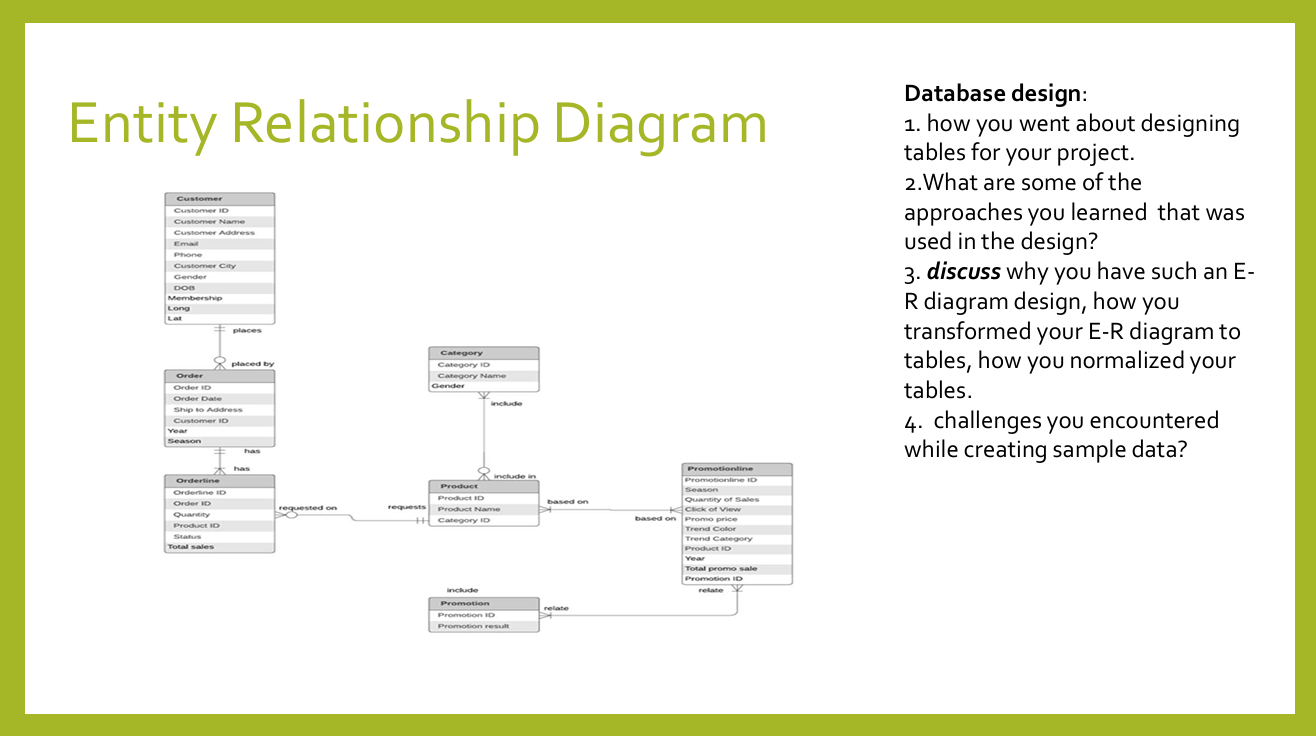 Entity Relationship Diagram
Customer
Customer ID
Customer Name
Customer Address
Email
Phone
Customer City
Gender
DOB
Membership
Long
Lat
places
placed by
Order
Order ID
Order Date
Ship to Address
Customer ID
Year
Season
has
has
Orderline
Orderline ID
Order ID
Quantity
Product ID
Status
Total sales
requested on
requests
Category
Category ID
Category Name
Gender
include
include in
Product
Product ID
Product Name
Category ID
based on
based on
Promotionline
Promotionline ID
Season
Quantity of Sales
Click of View
Promo price
Trend Color
Trend Category
Product ID
Year
Total promo sale
Promotion ID
relate
include
Promotion
Promotion ID
Promotion result
relate
Database design:
1. how you went about designing
tables for your project.
2.What are some of the
approaches you learned  that was
used in the design?
3. discuss why you have such an E-
R diagram design, how you
transformed your E-R diagram to
tables, how you normalized your
tables.
4.  challenges you encountered
while creating sample data?